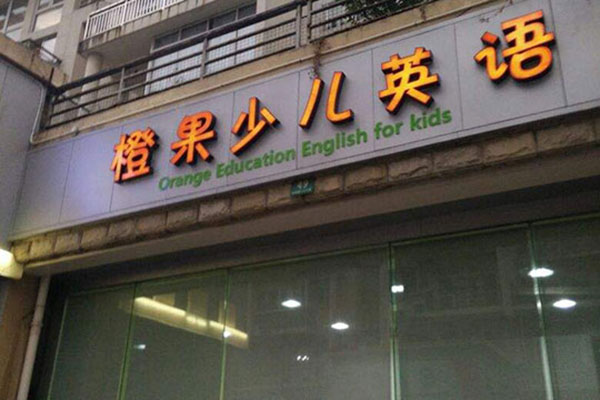 橙果少儿英语
Orange Education English for kids